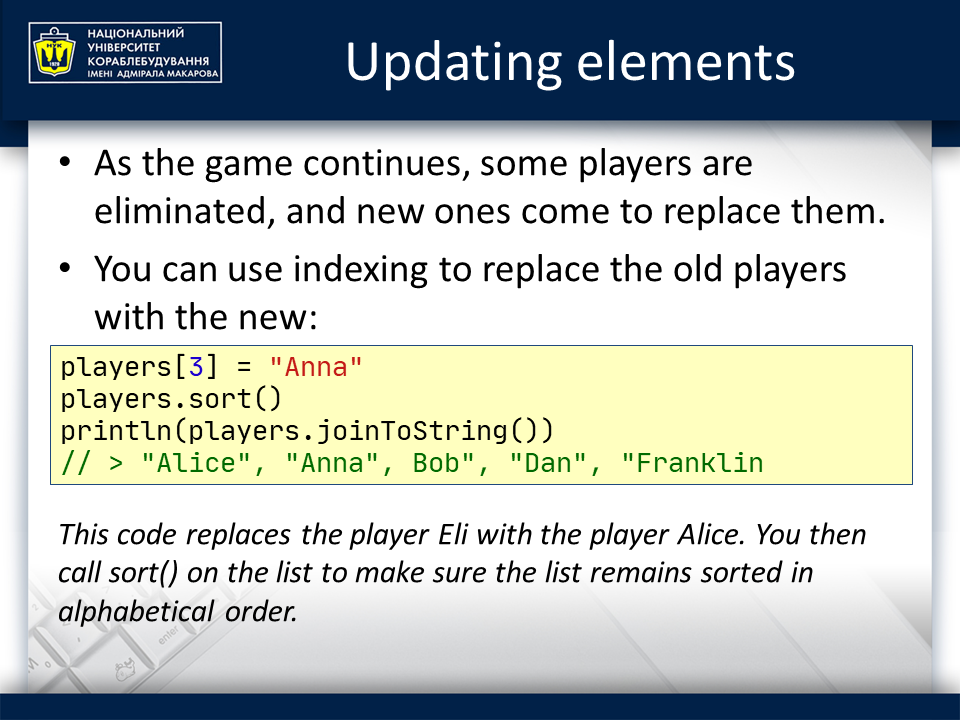 НАЦІОНАЛЬНИЙ
УНІВЕРСИТЕТ
КОРАБЛЕБУДУВАННЯ
ІМЕНІ АДМІРАЛА МАКАРОВА
НУК
1920
Updating elements
• As the game continues, some players are
eliminated, and new ones come to replace them.
• You can use indexing to replace the old players
with the new:
players[3] = "Anna"
players.sort()
println(players.joinToString())
// > "Alice", "Anna", Bob", "Dan", "Franklin
This code replaces the player Eli with the player Alice. You then
call sort() on the list to make sure the list remains sorted in
alphabetical order.
enter